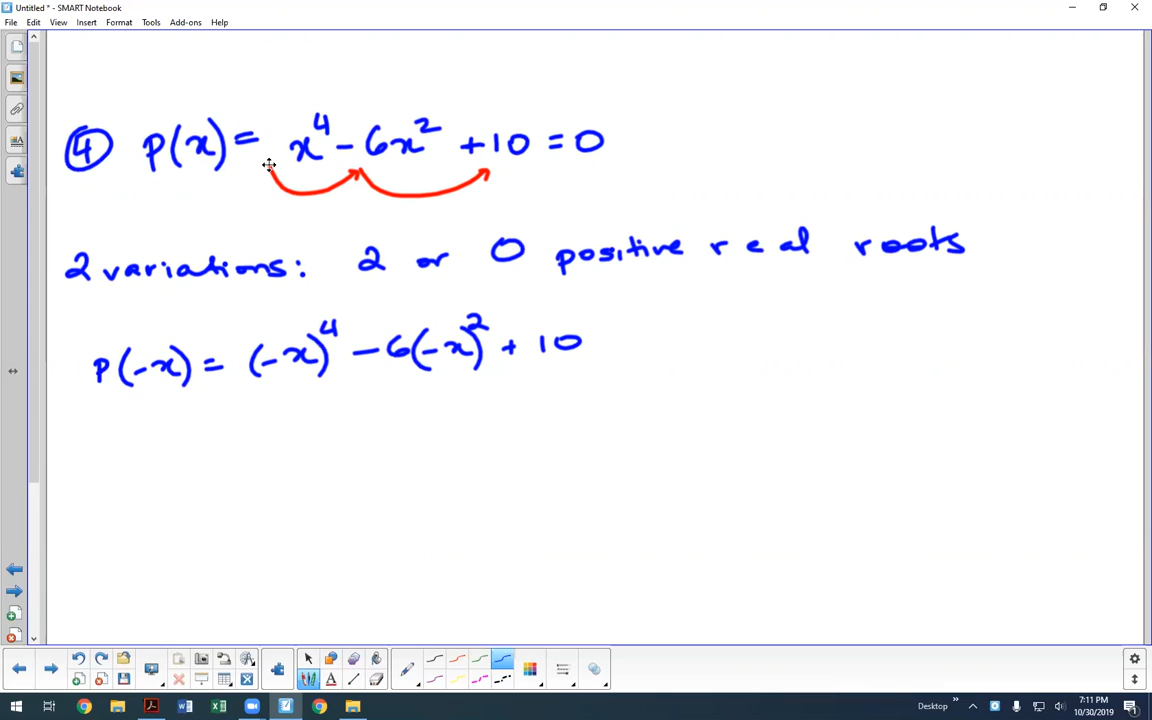 Untitled * - SMART Notebook
File Edit View Insert Format Tools Add-ons Help
④ P(x) = x⁴ - 6x² + 10 = 0
2 variations: 2 or 0 positive real roots
P(-x) = (-x)⁴ - 6(-x)² + 10
Desktop
7:11 PM
10/30/2019